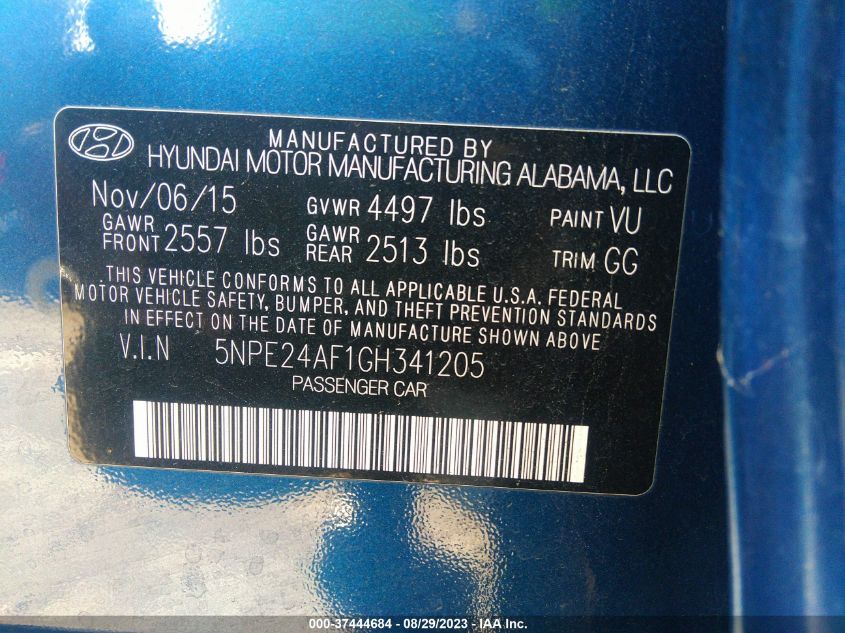 MANUFACTURED BY
HYUNDAI MOTOR MANUFACTURING ALABAMA, LLC
Nov/06/15 GVWR 4497 lbs PAINT VU
GAWR FRONT 2557 lbs GAWR REAR 2513 lbs TRIM GG
THIS VEHICLE CONFORMS TO ALL APPLICABLE U.S.A. FEDERAL
MOTOR VEHICLE SAFETY, BUMPER, AND THEFT PREVENTION STANDARDS
IN EFFECT ON THE DATE OF MANUFACTURE SHOWN ABOVE
V.I.N 5NPE24AF1GH341205
PASSENGER CAR
000-37444684 - 08/29/2023 - IAA Inc.